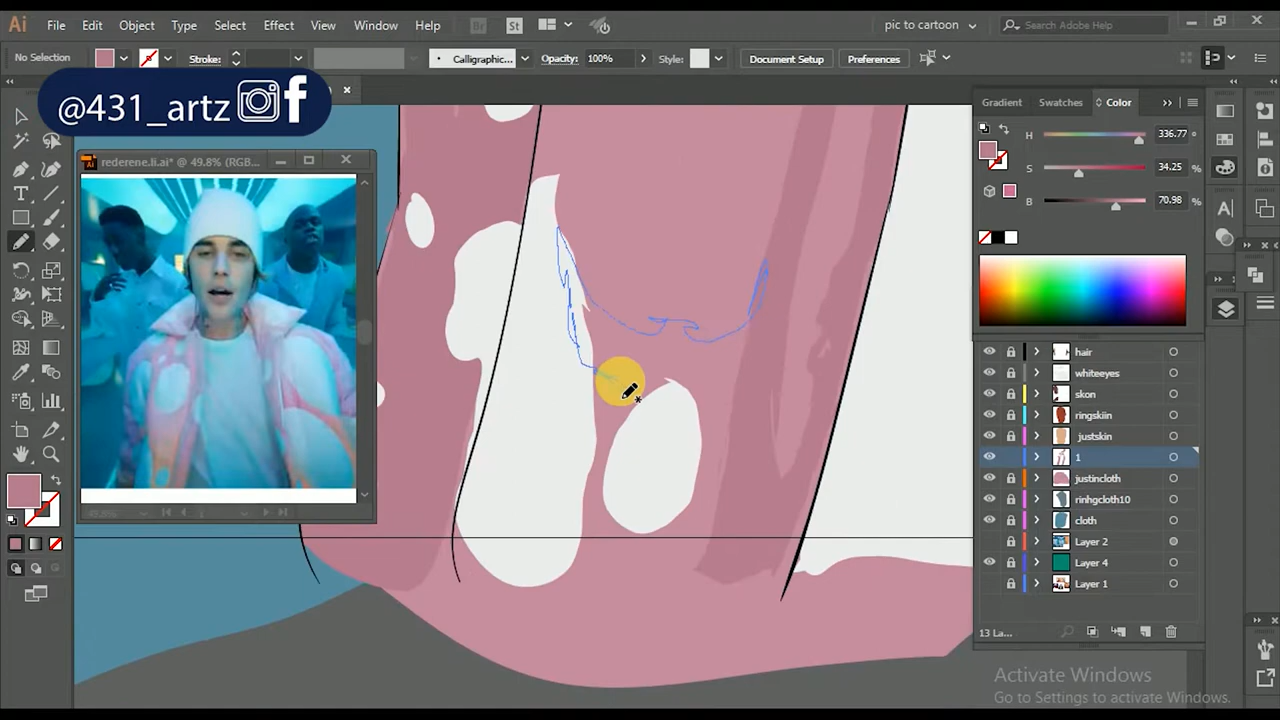 Ai File Edit Object Type Select Effect View Window Help Br St pic to cartoon Search Adobe Help
No Selection Stroke: Calligraphic... Opacity: 100% Style: Document Setup Preferences
@431_artz
Gradient Swatches Color
H 336.77 °
S 34.25 %
B 70.98 %
rederene.li.ai* @ 49.8% (RGB...
hair
whiteeyes
skon
ringskiin
justskin
1
justincloth
rinhgcloth10
cloth
Layer 2
Layer 4
Layer 1
13 La...
Activate Windows
Go to Settings to activate Windows.